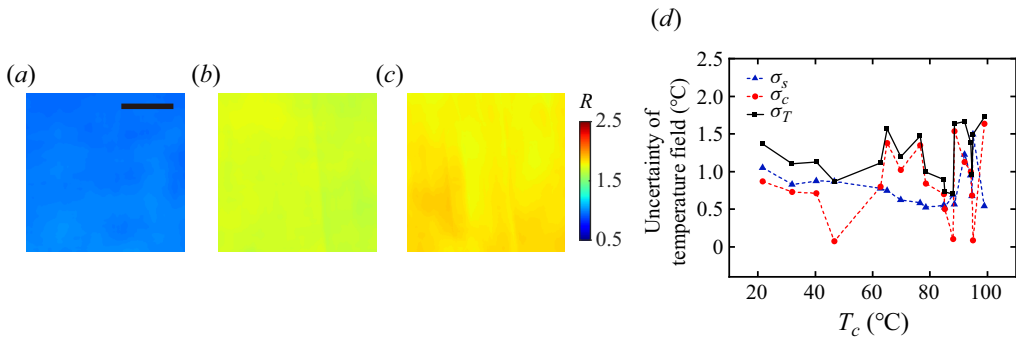 (a)
(b)
(c)
R
2.5
1.5
0.5
(d)
Uncertainty of
temperature field (°C)
2.5
2.0
1.5
1.0
0.5
0
σs
σc
σT
20
40
60
80
100
Tc (°C)